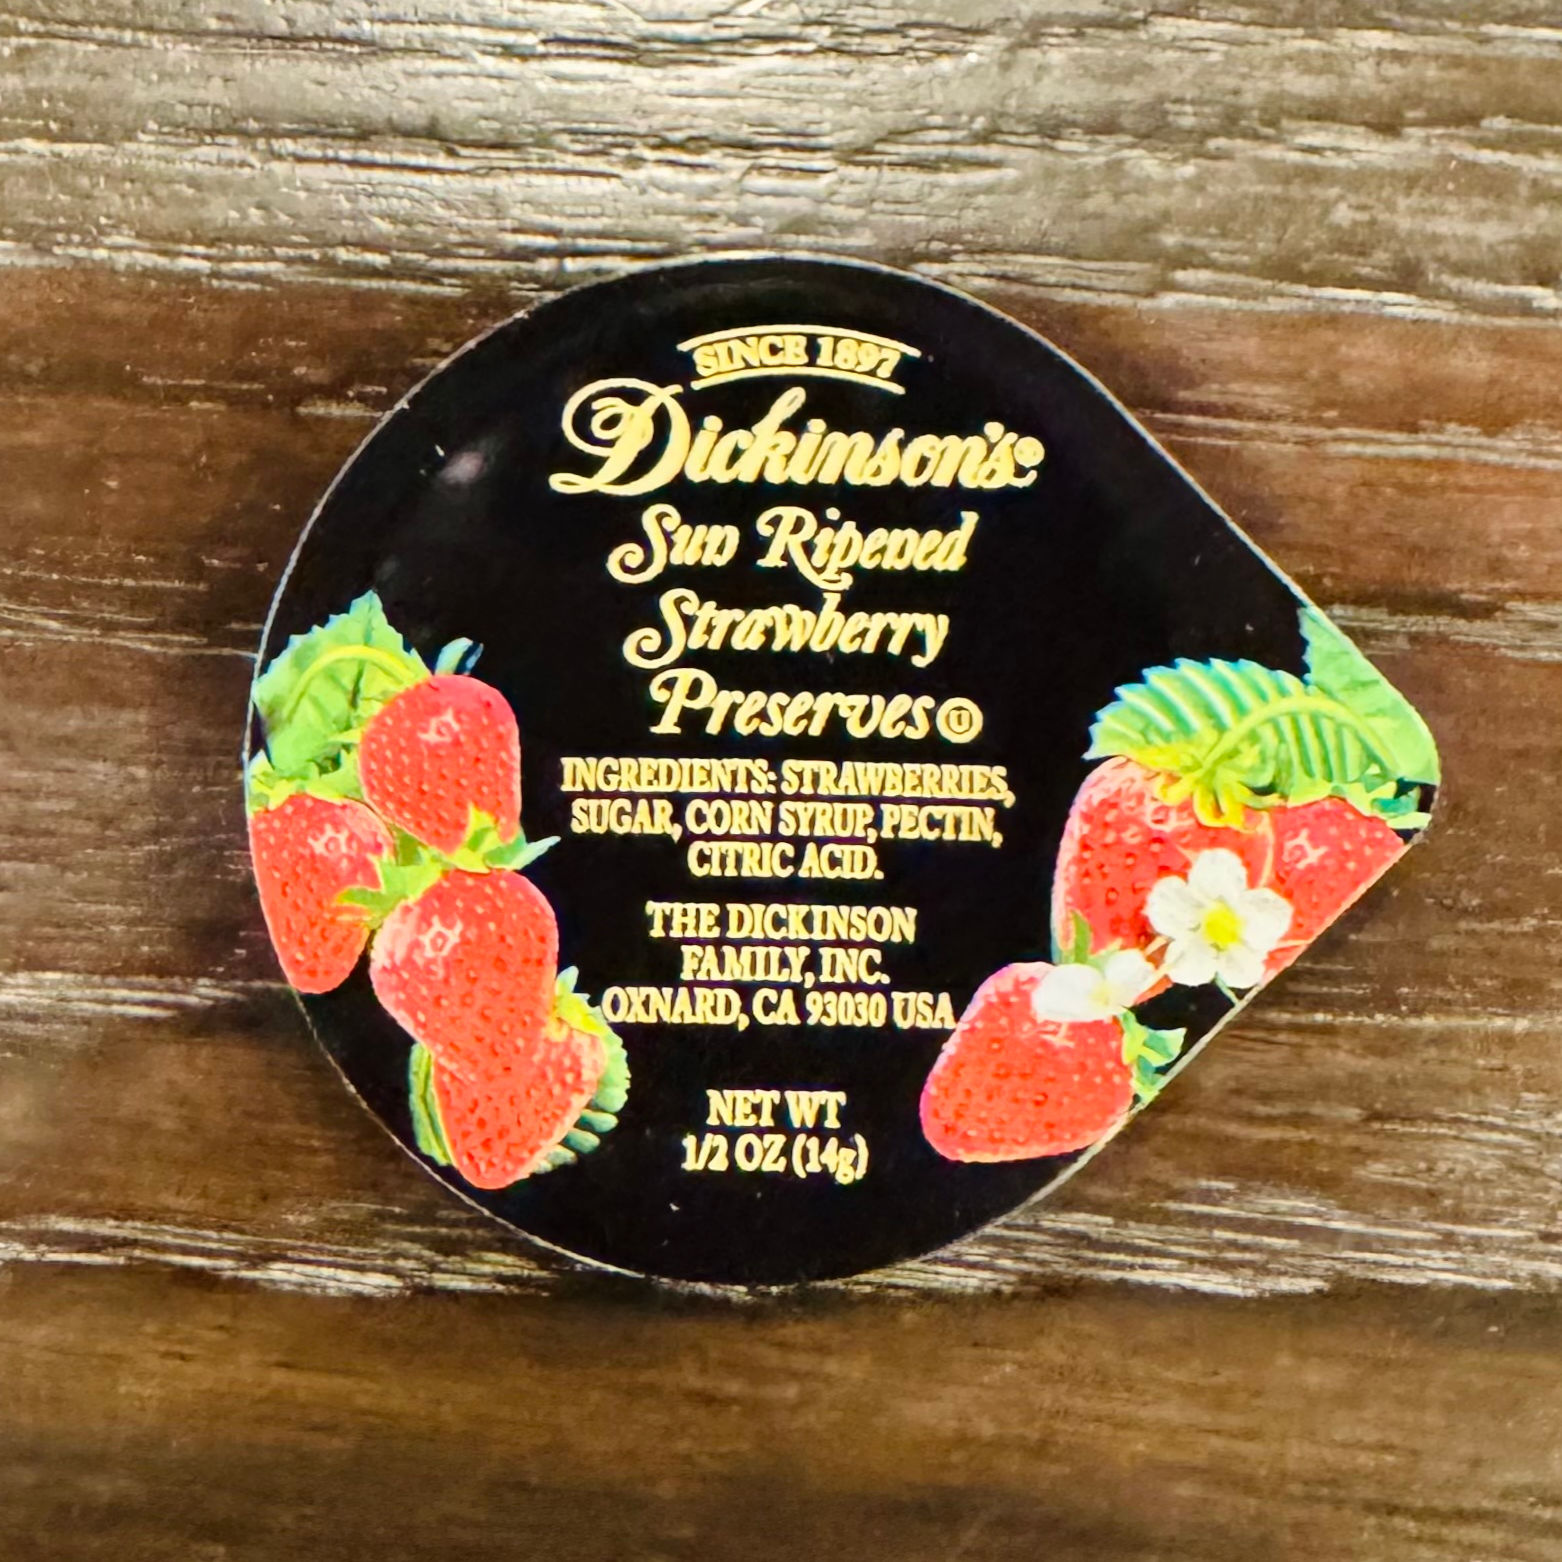 SINCE 1897
Dickinson's®
Sun Ripened
Strawberry
PreservesⓊ
INGREDIENTS: STRAWBERRIES,
SUGAR, CORN SYRUP, PECTIN,
CITRIC ACID.
THE DICKINSON
FAMILY, INC.
OXNARD, CA 93030 USA
NET WT
1/2 OZ (14g)